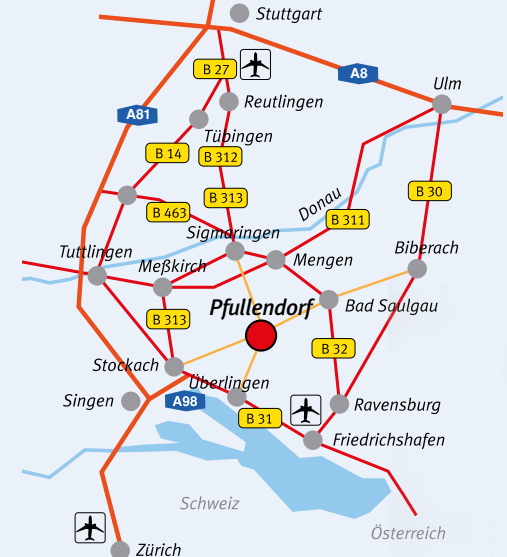 Stuttgart
B 27
A8
Ulm
Reutlingen
A81
Tübingen
B 14
B 312
B 30
B 313
Donau
B 463
B 311
Sigmaringen
Tuttlingen
Biberach
Meßkirch
Mengen
Pfullendorf
Bad Saulgau
B 313
B 32
Stockach
Überlingen
Singen
A98
Ravensburg
B 31
Friedrichshafen
Schweiz
Österreich
Zürich